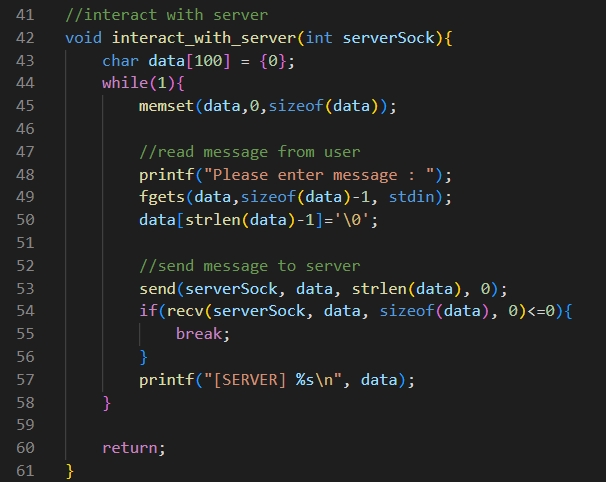 41 //interact with server
42 void interact_with_server(int serverSock){
43     char data[100] = {0};
44     while(1){
45         memset(data,0,sizeof(data));
46
47         //read message from user
48         printf("Please enter message : ");
49         fgets(data,sizeof(data)-1, stdin);
50         data[strlen(data)-1]='\0';
51
52         //send message to server
53         send(serverSock, data, strlen(data), 0);
54         if(recv(serverSock, data, sizeof(data), 0)<=0){
55             break;
56         }
57         printf("[SERVER] %s\n", data);
58     }
59
60     return;
61 }